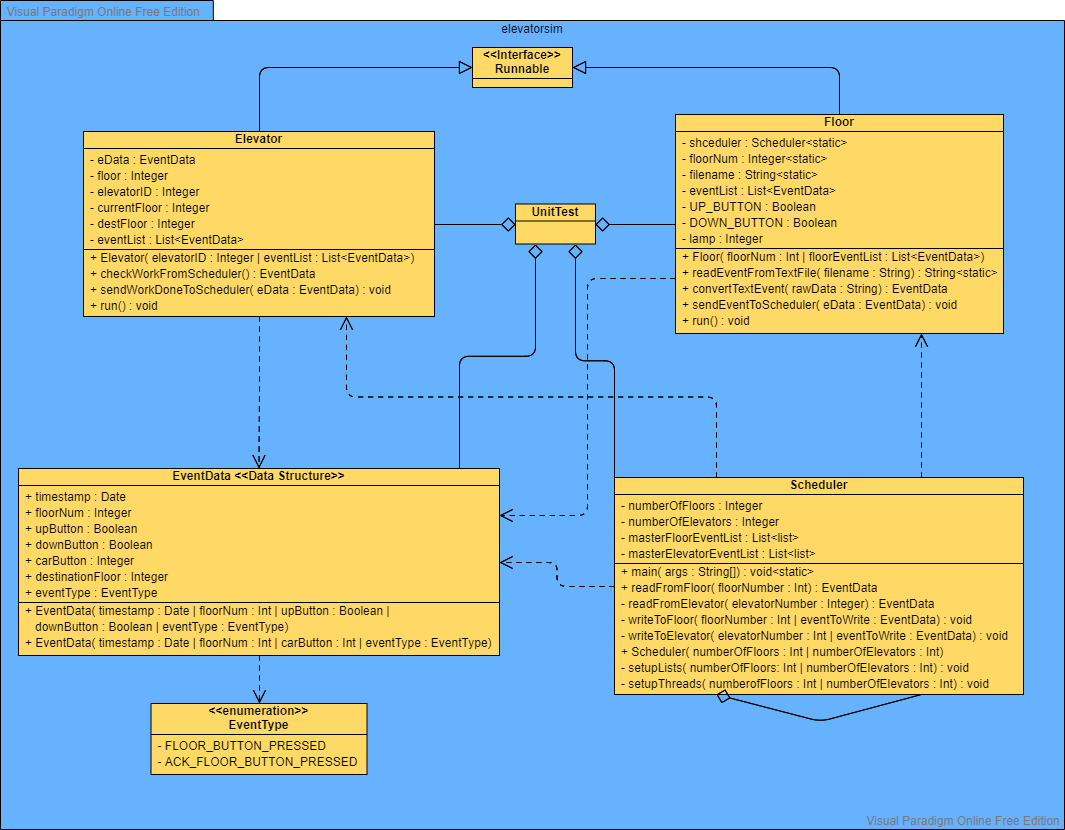 Visual Paradigm Online Free Edition
elevatorsim
<<Interface>>
Runnable
Elevator
- eData : EventData
- floor : Integer
- elevatorID : Integer
- currentFloor : Integer
- destFloor : Integer
- eventList : List<EventData>
+ Elevator( elevatorID : Integer | eventList : List<EventData>)
+ checkWorkFromScheduler() : EventData
+ sendWorkDoneToScheduler( eData : EventData) : void
+ run() : void
UnitTest
Floor
- shceduler : Scheduler<static>
- floorNum : Integer<static>
- filename : String<static>
- eventList : List<EventData>
- UP_BUTTON : Boolean
- DOWN_BUTTON : Boolean
- lamp : Integer
+ Floor( floorNum : Int | floorEventList : List<EventData>)
+ readEventFromTextFile( filename : String) : String<static>
+ convertTextEvent( rawData : String) : EventData
+ sendEventToScheduler( eData : EventData) : void
+ run() : void
EventData <<Data Structure>>
+ timestamp : Date
+ floorNum : Integer
+ upButton : Boolean
+ downButton : Boolean
+ carButton : Integer
+ destinationFloor : Integer
+ eventType : EventType
+ EventData( timestamp : Date | floorNum : Int | upButton : Boolean |
downButton : Boolean | eventType : EventType)
+ EventData( timestamp : Date | floorNum : Int | carButton : Int | eventType : EventType)
Scheduler
- numberOfFloors : Integer
- numberOfElevators : Integer
- masterFloorEventList : List<list>
- masterElevatorEventList : List<list>
+ main( args : String[]) : void<static>
+ readFromFloor( floorNumber : Int) : EventData
- readFromElevator( elevatorNumber : Integer) : EventData
- writeToFloor( floorNumber : Int | eventToWrite : EventData) : void
- writeToElevator( elevatorNumber : Int | eventToWrite : EventData) : void
+ Scheduler( numberOfFloors : Int | numberOfElevators : Int)
- setupLists( numberOfFloors: Int | numberOfElevators : Int) : void
- setupThreads( numberofFloors : Int | numberOfElevators : Int) : void
<<enumeration>>
EventType
- FLOOR_BUTTON_PRESSED
- ACK_FLOOR_BUTTON_PRESSED
Visual Paradigm Online Free Edition